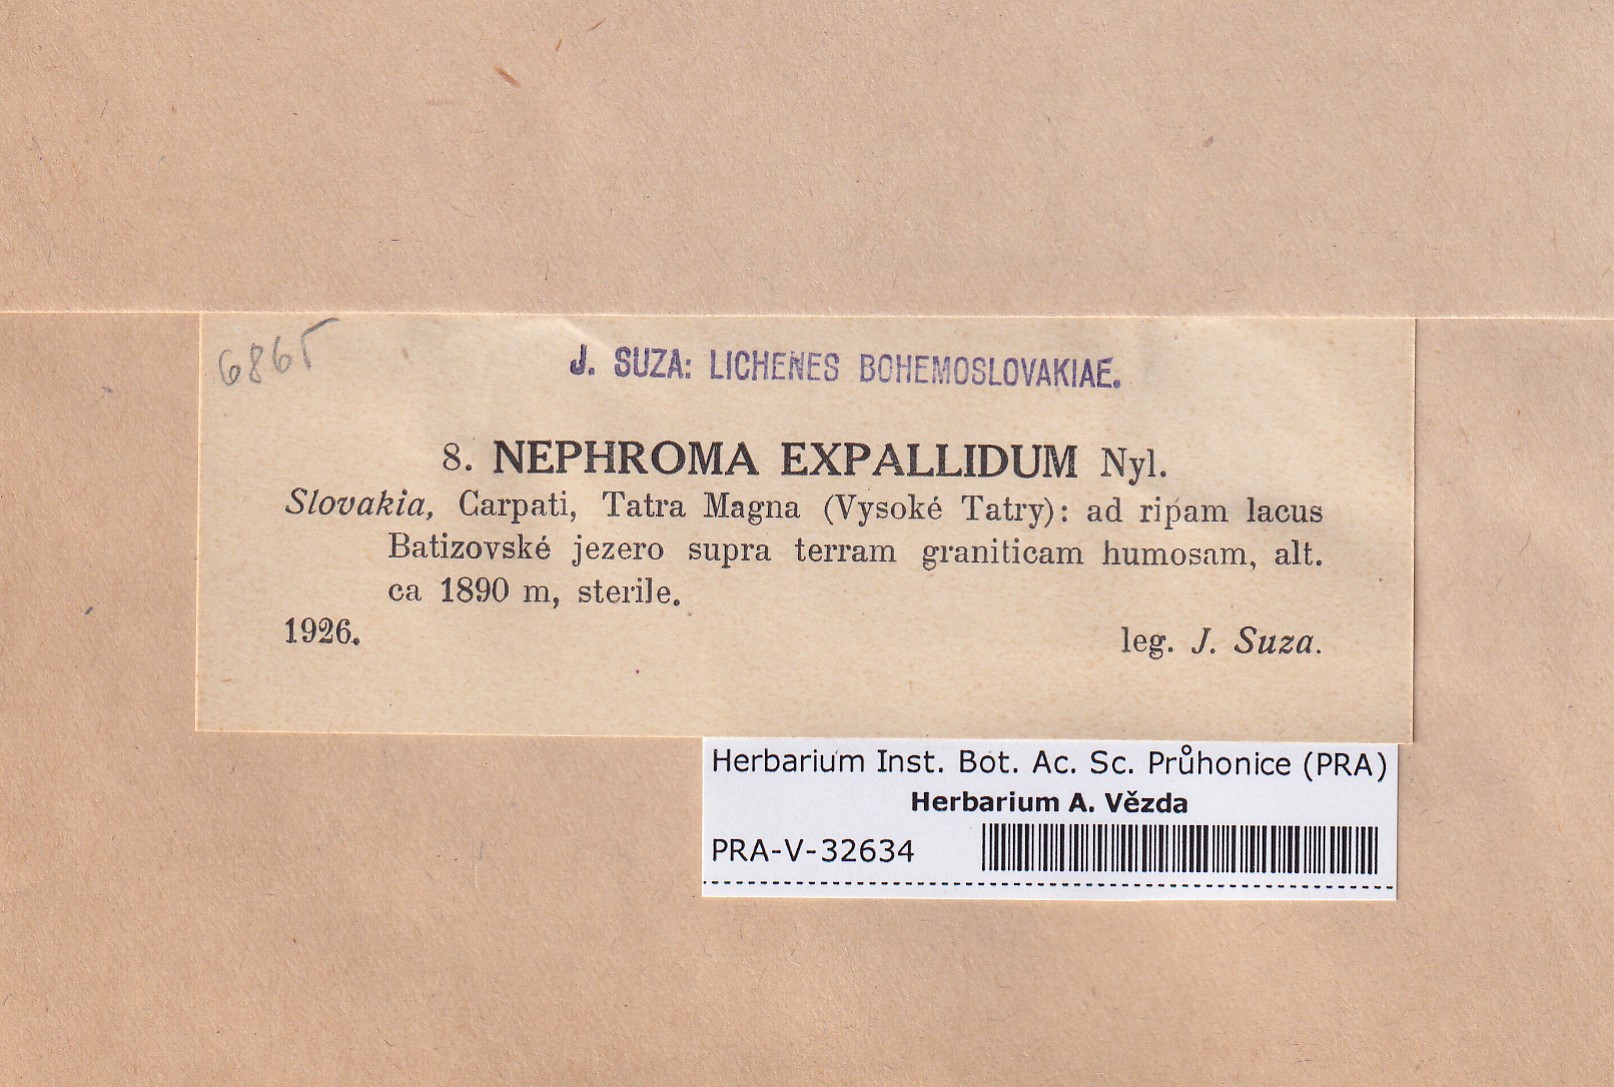 6865
J. SUZA: LICHENES BOHEMOSLOVAKIAE.
8. NEPHROMA EXPALLIDUM Nyl.
Slovakia, Carpati, Tatra Magna (Vysoké Tatry): ad ripam lacus
Batizovské jezero supra terram graniticam humosam, alt.
ca 1890 m, sterile.
1926. leg. J. Suza.
Herbarium Inst. Bot. Ac. Sc. Průhonice (PRA)
Herbarium A. Vězda
PRA-V-32634